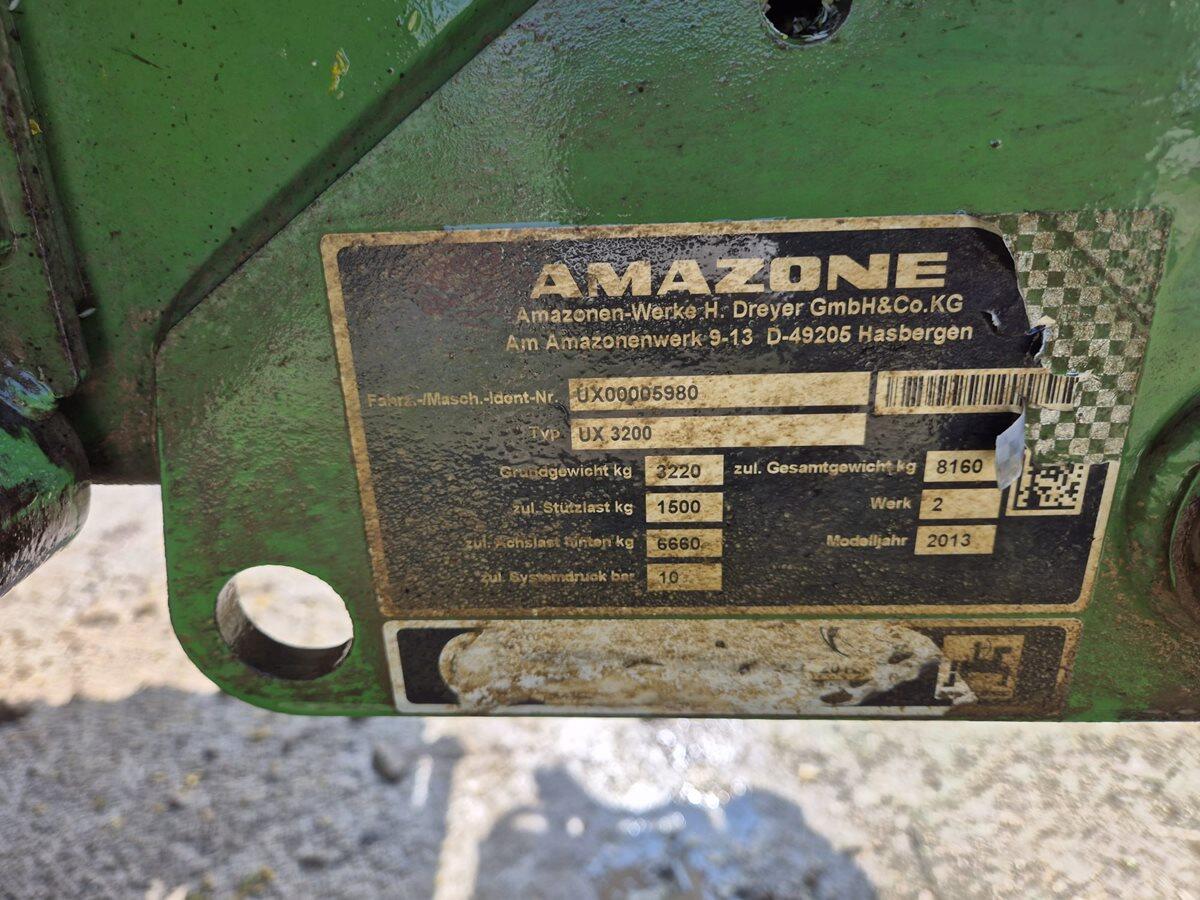 AMAZONE
Amazonen-Werke H. Dreyer GmbH&Co.KG
Am Amazonenwerk 9-13 D-49205 Hasbergen
Fahrz.-/Masch.-Ident-Nr. UX00005980
Typ UX 3200
Grundgewicht kg 3220 zul. Gesamtgewicht kg 8160
zul. Stützlast kg 1500 Werk 2
zul. Achslast hinten kg 6660 Modelljahr 2013
zul. Systemdruck bar 10